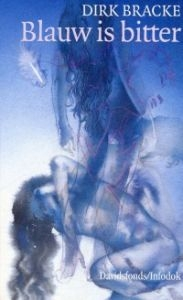 DIRK BRACKE
Blauw is bitter
Davidsfonds/Infodok